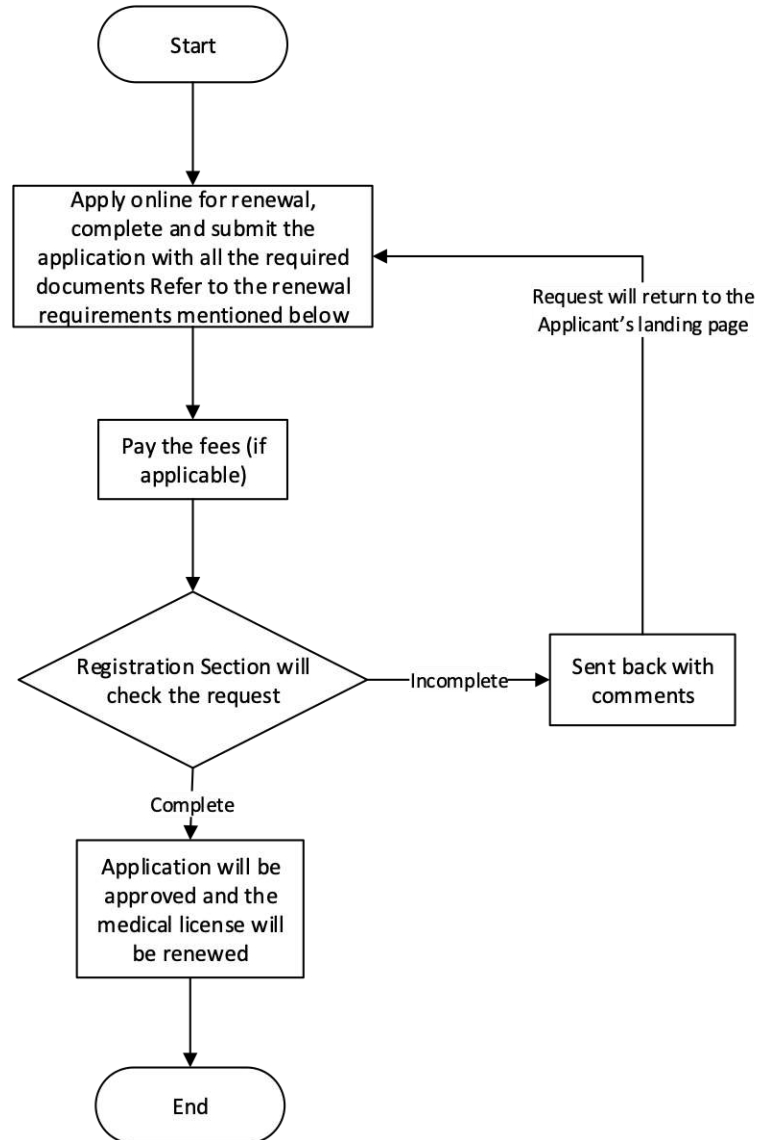 Start
Apply online for renewal,
complete and submit the
application with all the required
documents Refer to the renewal
requirements mentioned below
Request will return to the
Applicant's landing page
Pay the fees (if
applicable)
Registration Section will
check the request
Incomplete
Sent back with
comments
Complete
Application will be
approved and the
medical license will
be renewed
End